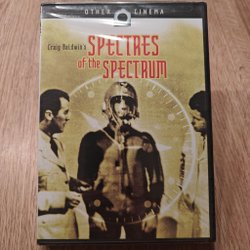 OTHER CINEMA
Craig Baldwin's
SPECTRES
of the SPECTRUM